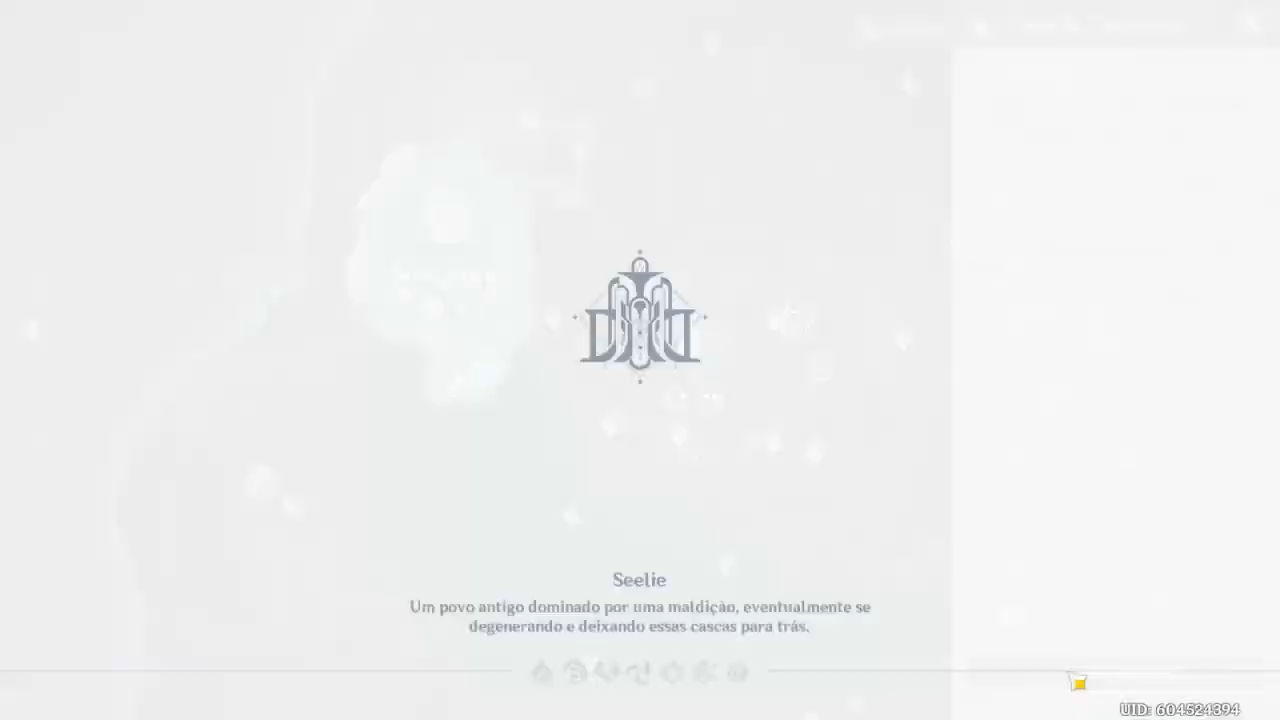 Seelie
Um povo antigo dominado por uma maldição, eventualmente se
degenerando e deixando essas cascas para trás.
UID: 604524394